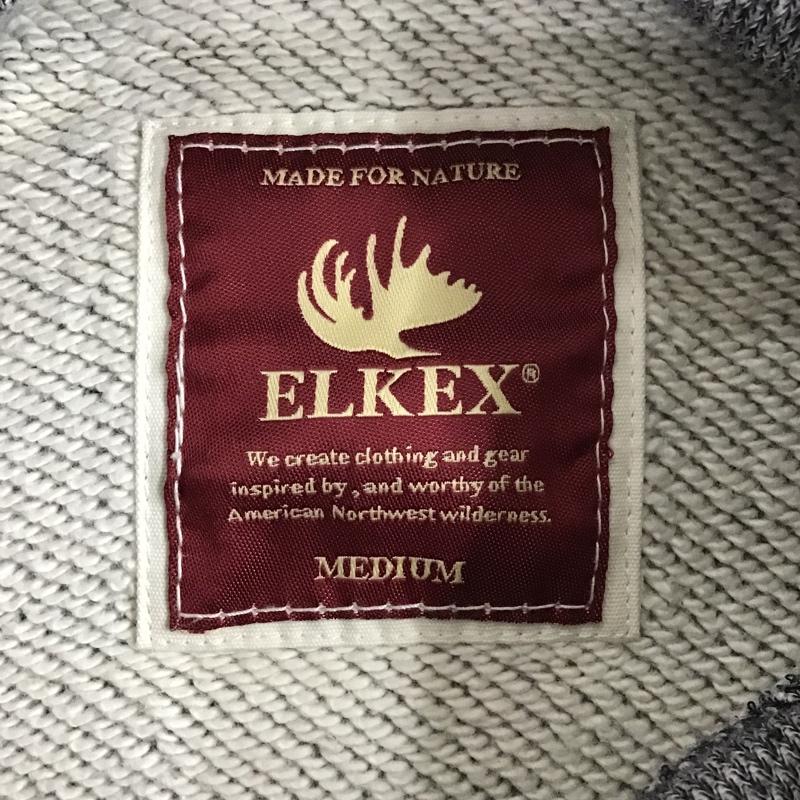 MADE FOR NATURE
ELKEX®
We create clothing and gear
inspired by , and worthy of the
American Northwest wilderness.
MEDIUM